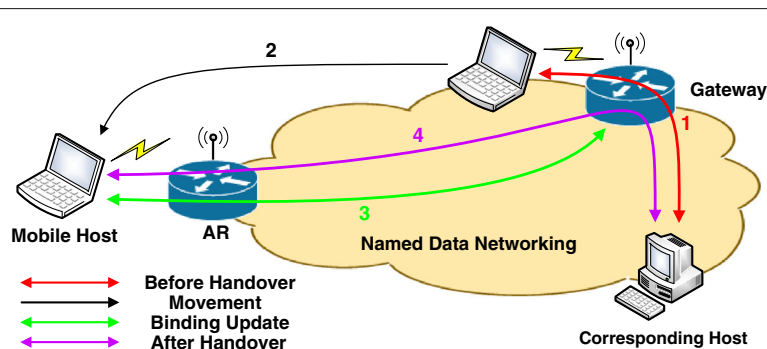 2
Gateway
1
4
3
Mobile Host
AR
Named Data Networking
Before Handover
Movement
Binding Update
After Handover
Corresponding Host